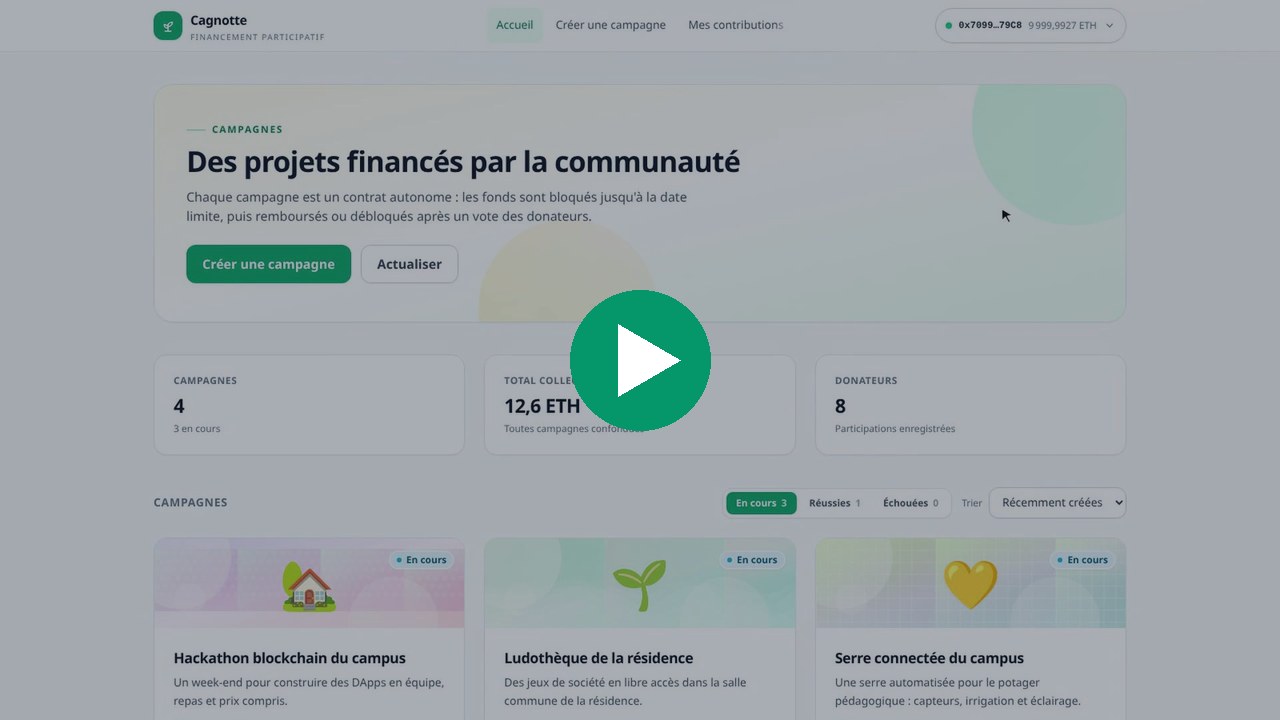 Cagnotte
FINANCEMENT PARTICIPATIF
Accueil
Créer une campagne
Mes contributions
0x7099…79C8 9 999,9927 ETH
CAMPAGNES
Des projets financés par la communauté
Chaque campagne est un contrat autonome : les fonds sont bloqués jusqu'à la date
limite, puis remboursés ou débloqués après un vote des donateurs.
Créer une campagne
Actualiser
CAMPAGNES
4
3 en cours
TOTAL
12,6 ETH
Toutes campagnes
DONATEURS
8
Participations enregistrées
CAMPAGNES
En cours 3
Réussies 1
Échouées 0
Trier
Récemment créées
En cours
En cours
En cours
Hackathon blockchain du campus
Un week-end pour construire des DApps en équipe,
repas et prix compris.
Ludothèque de la résidence
Des jeux de société en libre accès dans la salle
commune de la résidence.
Serre connectée du campus
Une serre automatisée pour le potager
pédagogique : capteurs, irrigation et éclairage.